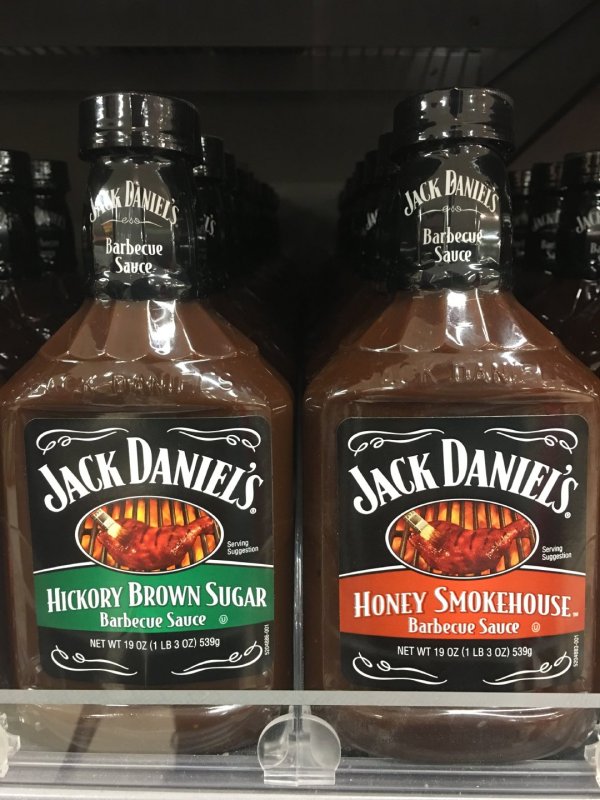 JACK DANIEL'S
Barbecue
Sauce
JACK DANIEL'S
Serving
Suggestion
HICKORY BROWN SUGAR
Barbecue Sauce
NET WT 19 OZ (1 LB 3 OZ) 539g
JACK DANIEL'S
Barbecue
Sauce
JACK DANIEL'S
Serving
Suggestion
HONEY SMOKEHOUSE
Barbecue Sauce
NET WT 19 OZ (1 LB 3 OZ) 539g